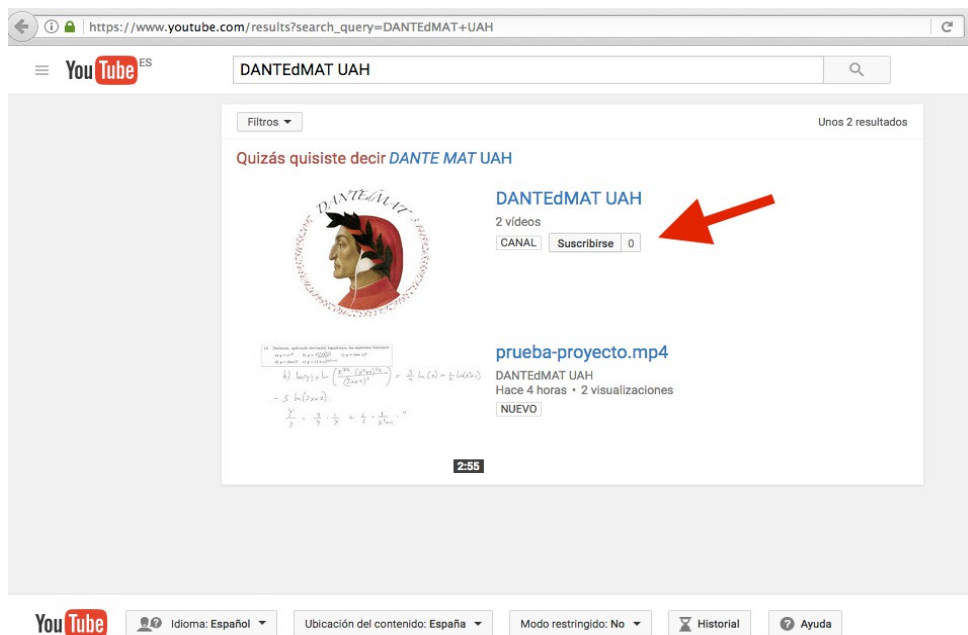 https://www.youtube.com/results?search_query=DANTEdMAT+UAH
YouTube ES
DANTEdMAT UAH
Filtros
Unos 2 resultados
Quizás quisiste decir DANTE MAT UAH
DANTEdMAT
DANTEdMAT UAH
2 vídeos
CANAL Suscribirse 0
prueba-proyecto.mp4
DANTEdMAT UAH
Hace 4 horas • 2 visualizaciones
NUEVO
2:55
YouTube
Idioma: Español
Ubicación del contenido: España
Modo restringido: No
Historial
Ayuda